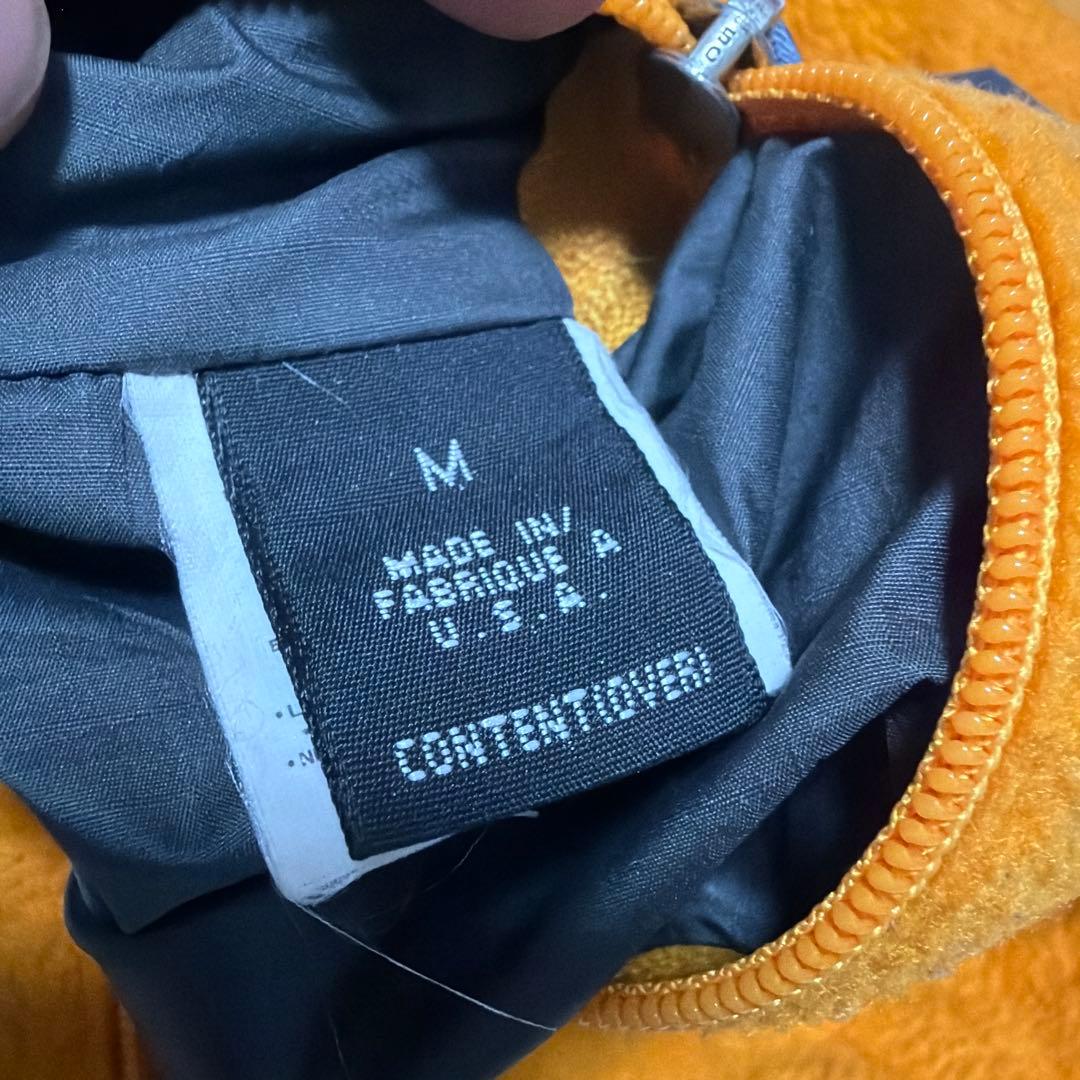 M
MADE IN/
FABRIQUE A
U.S.A.
CONTENT(OVER)
•L
•N